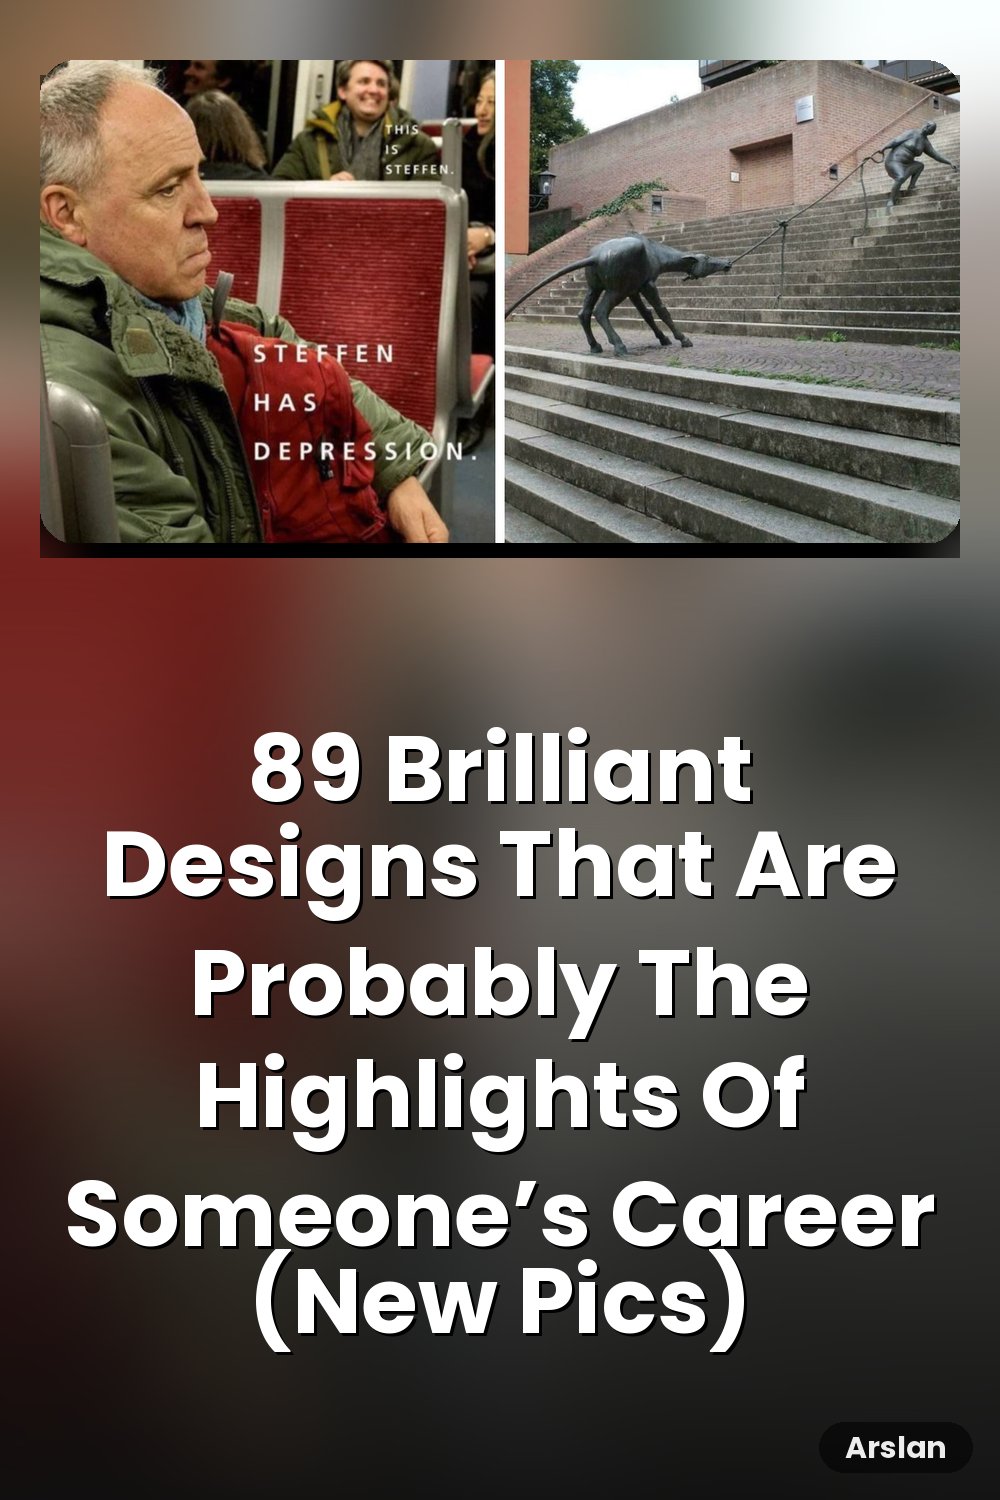 THIS
IS
STEFFEN.
STEFFEN
HAS
DEPRESSION.
89 Brilliant
Designs That Are
Probably The
Highlights Of
Someone’s Career
(New Pics)
Arslan